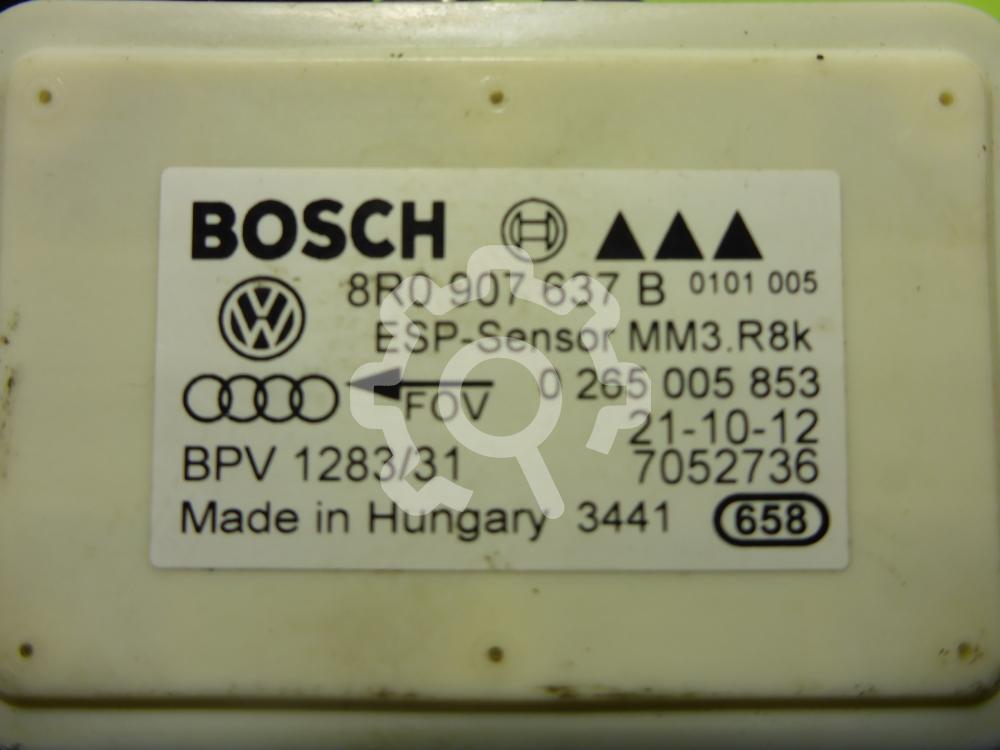 BOSCH
8R0 907 637 B 0101 005
ESP-Sensor MM3.R8k
0 265 005 853
FOV
21-10-12
BPV 1283/31 7052736
Made in Hungary 3441 658